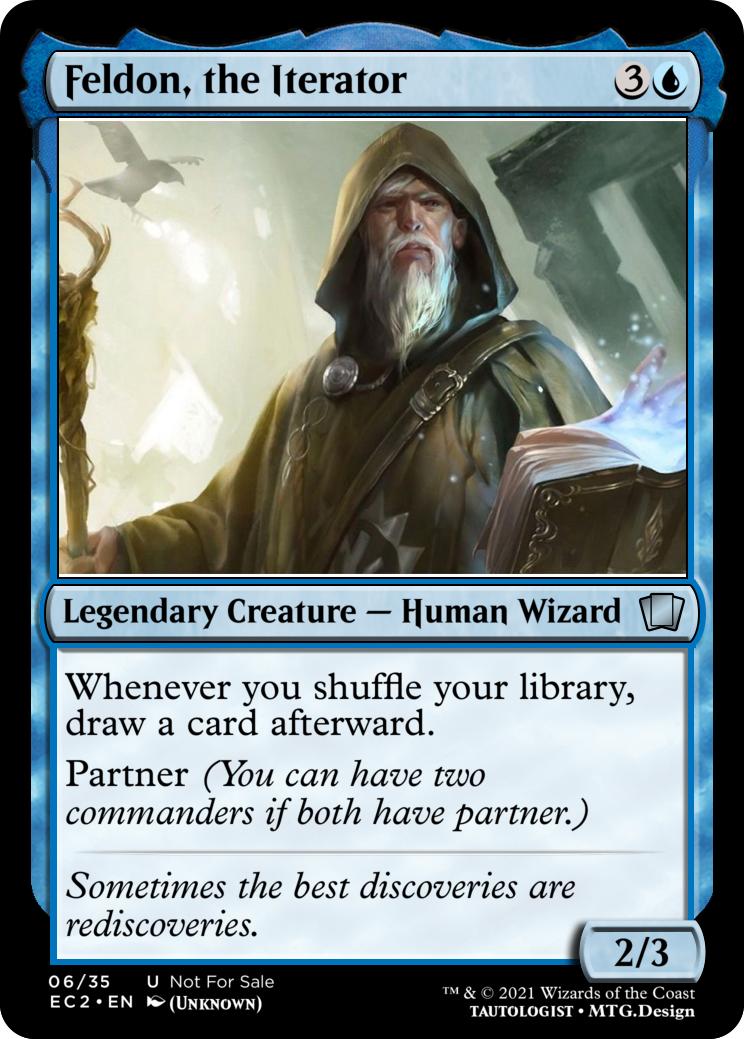 Feldon, the Iterator
3
Legendary Creature — Human Wizard
Whenever you shuffle your library,
draw a card afterward.
Partner (You can have two
commanders if both have partner.)
Sometimes the best discoveries are
rediscoveries.
2/3
06/35 U Not For Sale
EC2 • EN (Unknown)
™ & © 2021 Wizards of the Coast
TAUTOLOGIST • MTG.Design